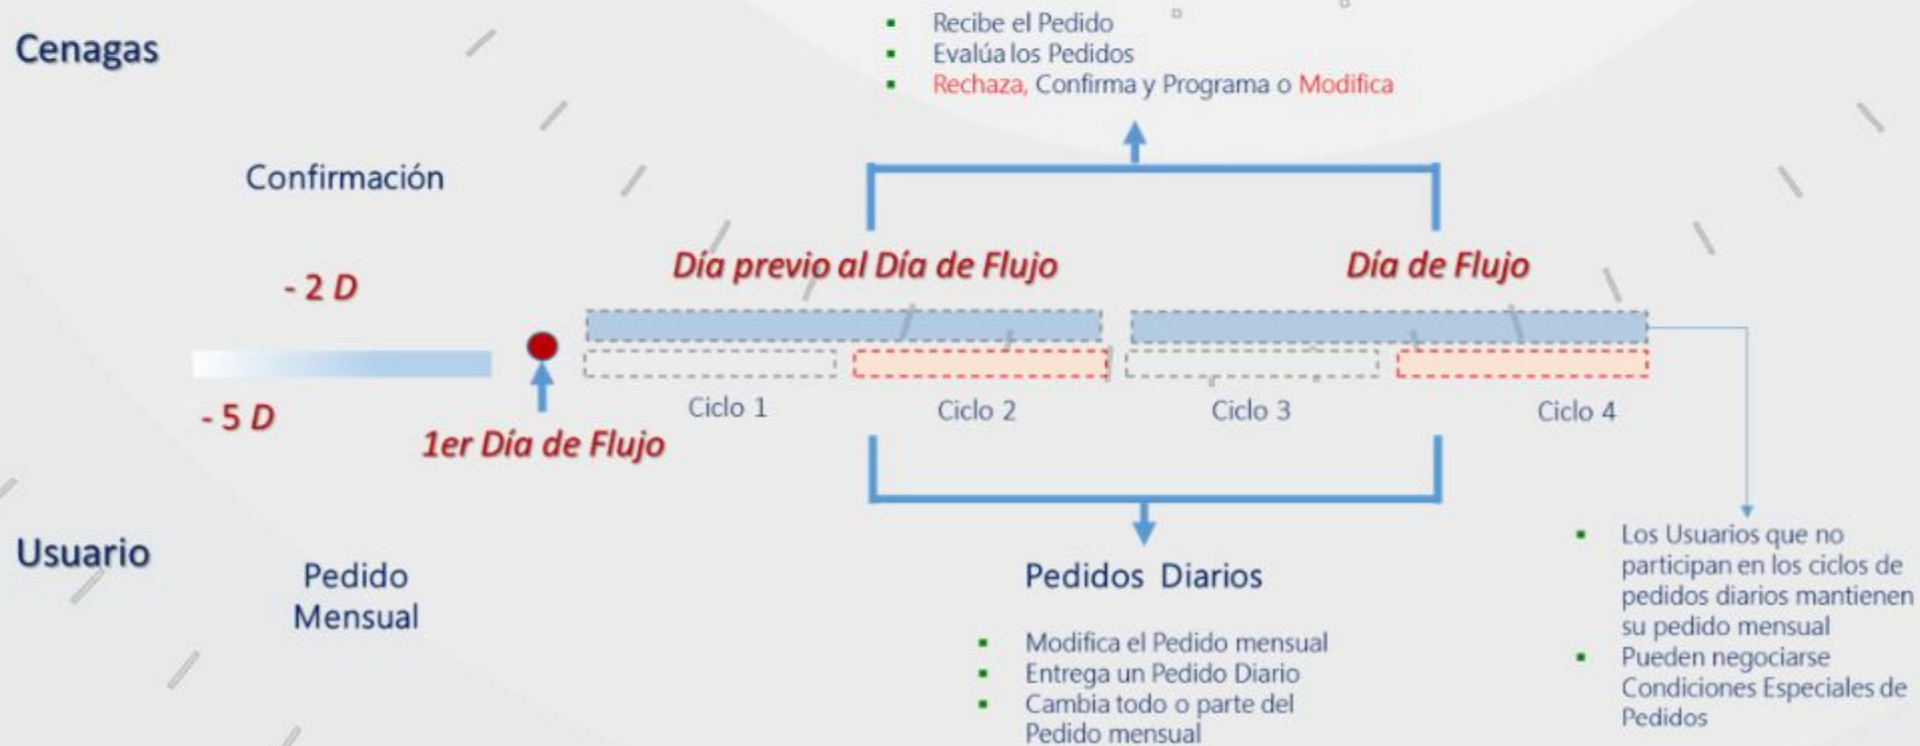 Cenagas
▪ Recibe el Pedido
▪ Evalúa los Pedidos
▪ Rechaza, Confirma y Programa o Modifica
Confirmación
- 2 D
Día previo al Día de Flujo
Día de Flujo
- 5 D
1er Día de Flujo
Ciclo 1
Ciclo 2
Ciclo 3
Ciclo 4
Usuario
Pedido
Mensual
Pedidos Diarios
▪ Modifica el Pedido mensual
▪ Entrega un Pedido Diario
▪ Cambia todo o parte del
Pedido mensual
▪ Los Usuarios que no
participan en los ciclos de
pedidos diarios mantienen
su pedido mensual
▪ Pueden negociarse
Condiciones Especiales de
Pedidos